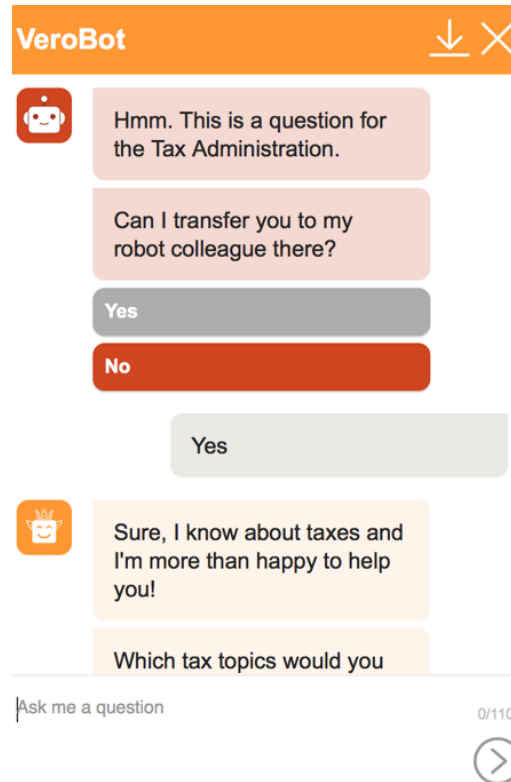 VeroBot
Hmm. This is a question for
the Tax Administration.
Can I transfer you to my
robot colleague there?
Yes
No
Yes
Sure, I know about taxes and
I'm more than happy to help
you!
Which tax topics would you
Ask me a question
0/110